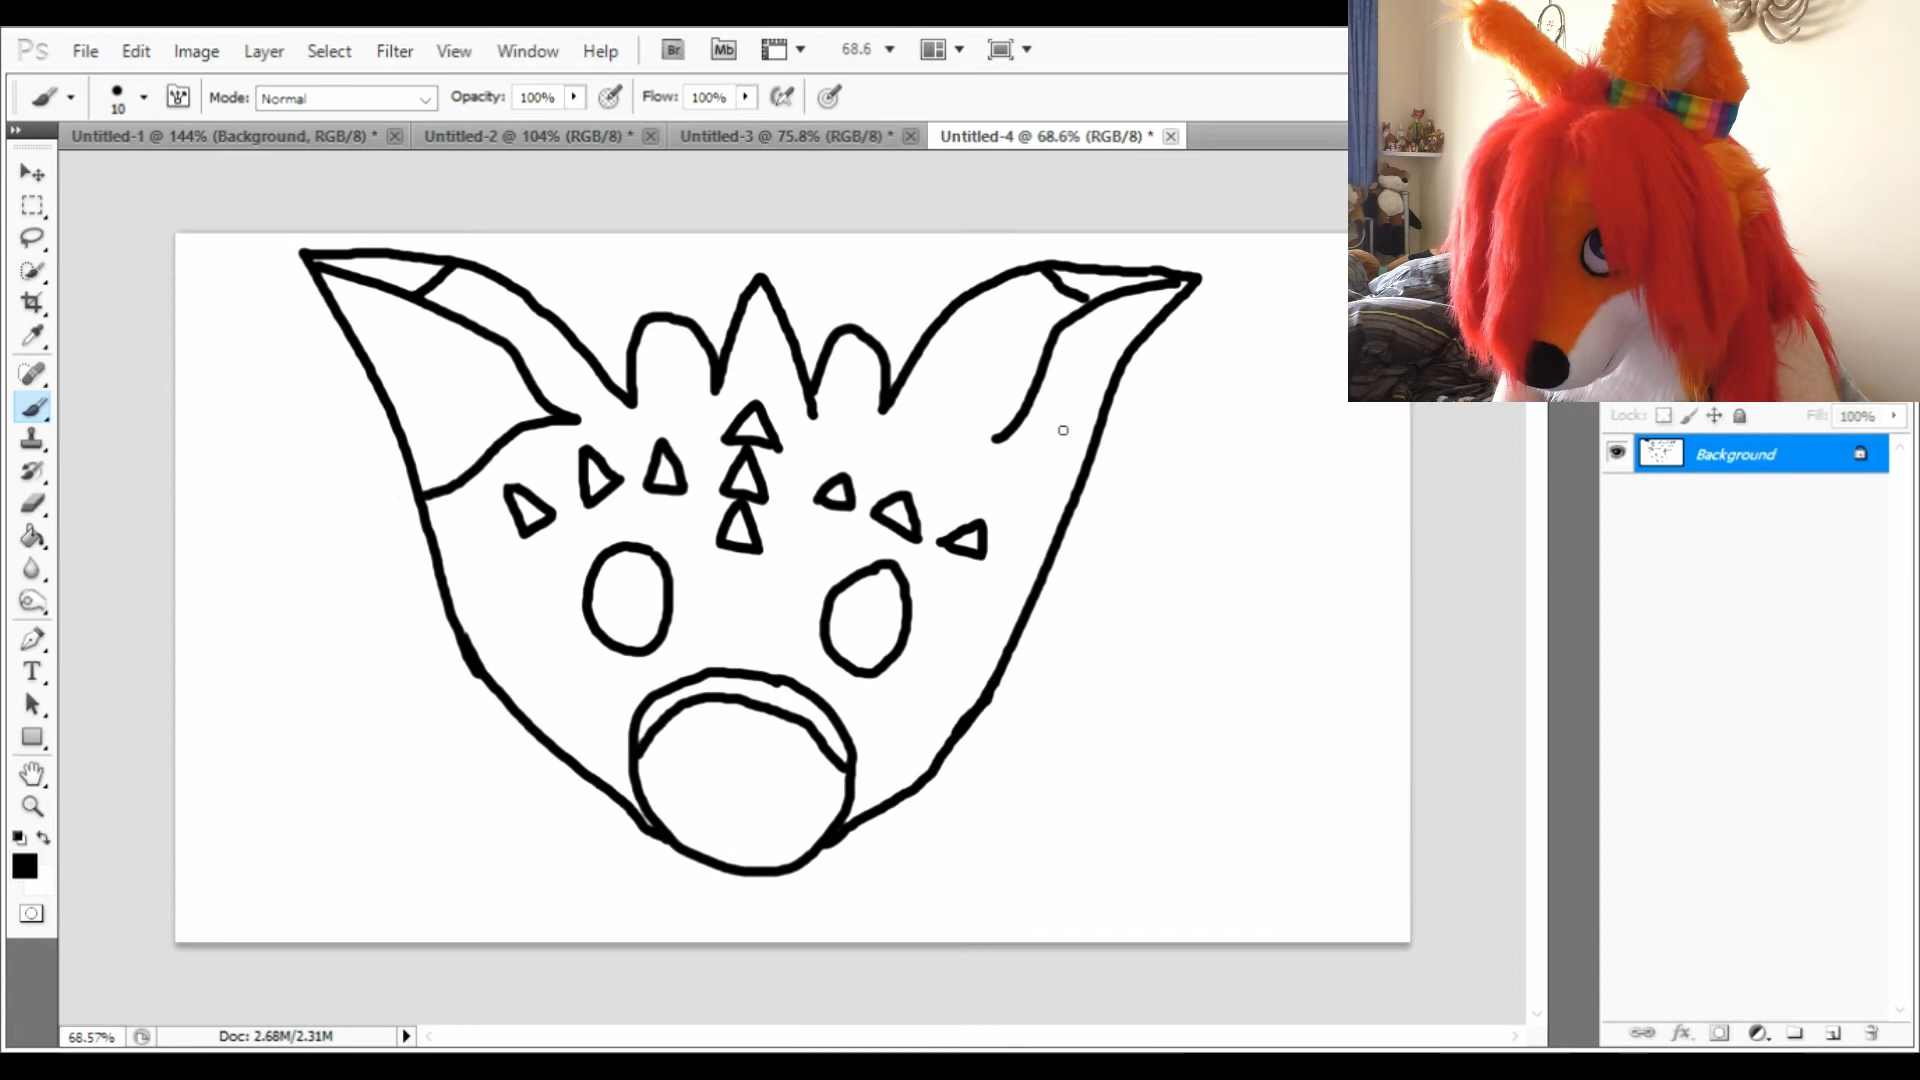 Ps File Edit Image Layer Select Filter View Window Help Br Mb 68.6
10 Mode: Normal Opacity: 100% Flow: 100%
Untitled-1 @ 144% (Background, RGB/8) * Untitled-2 @ 104% (RGB/8) * Untitled-3 @ 75.8% (RGB/8) * Untitled-4 @ 68.6% (RGB/8) *
Lock: Fill: 100%
Background
T
68.57% Doc: 2.68M/2.31M
fx